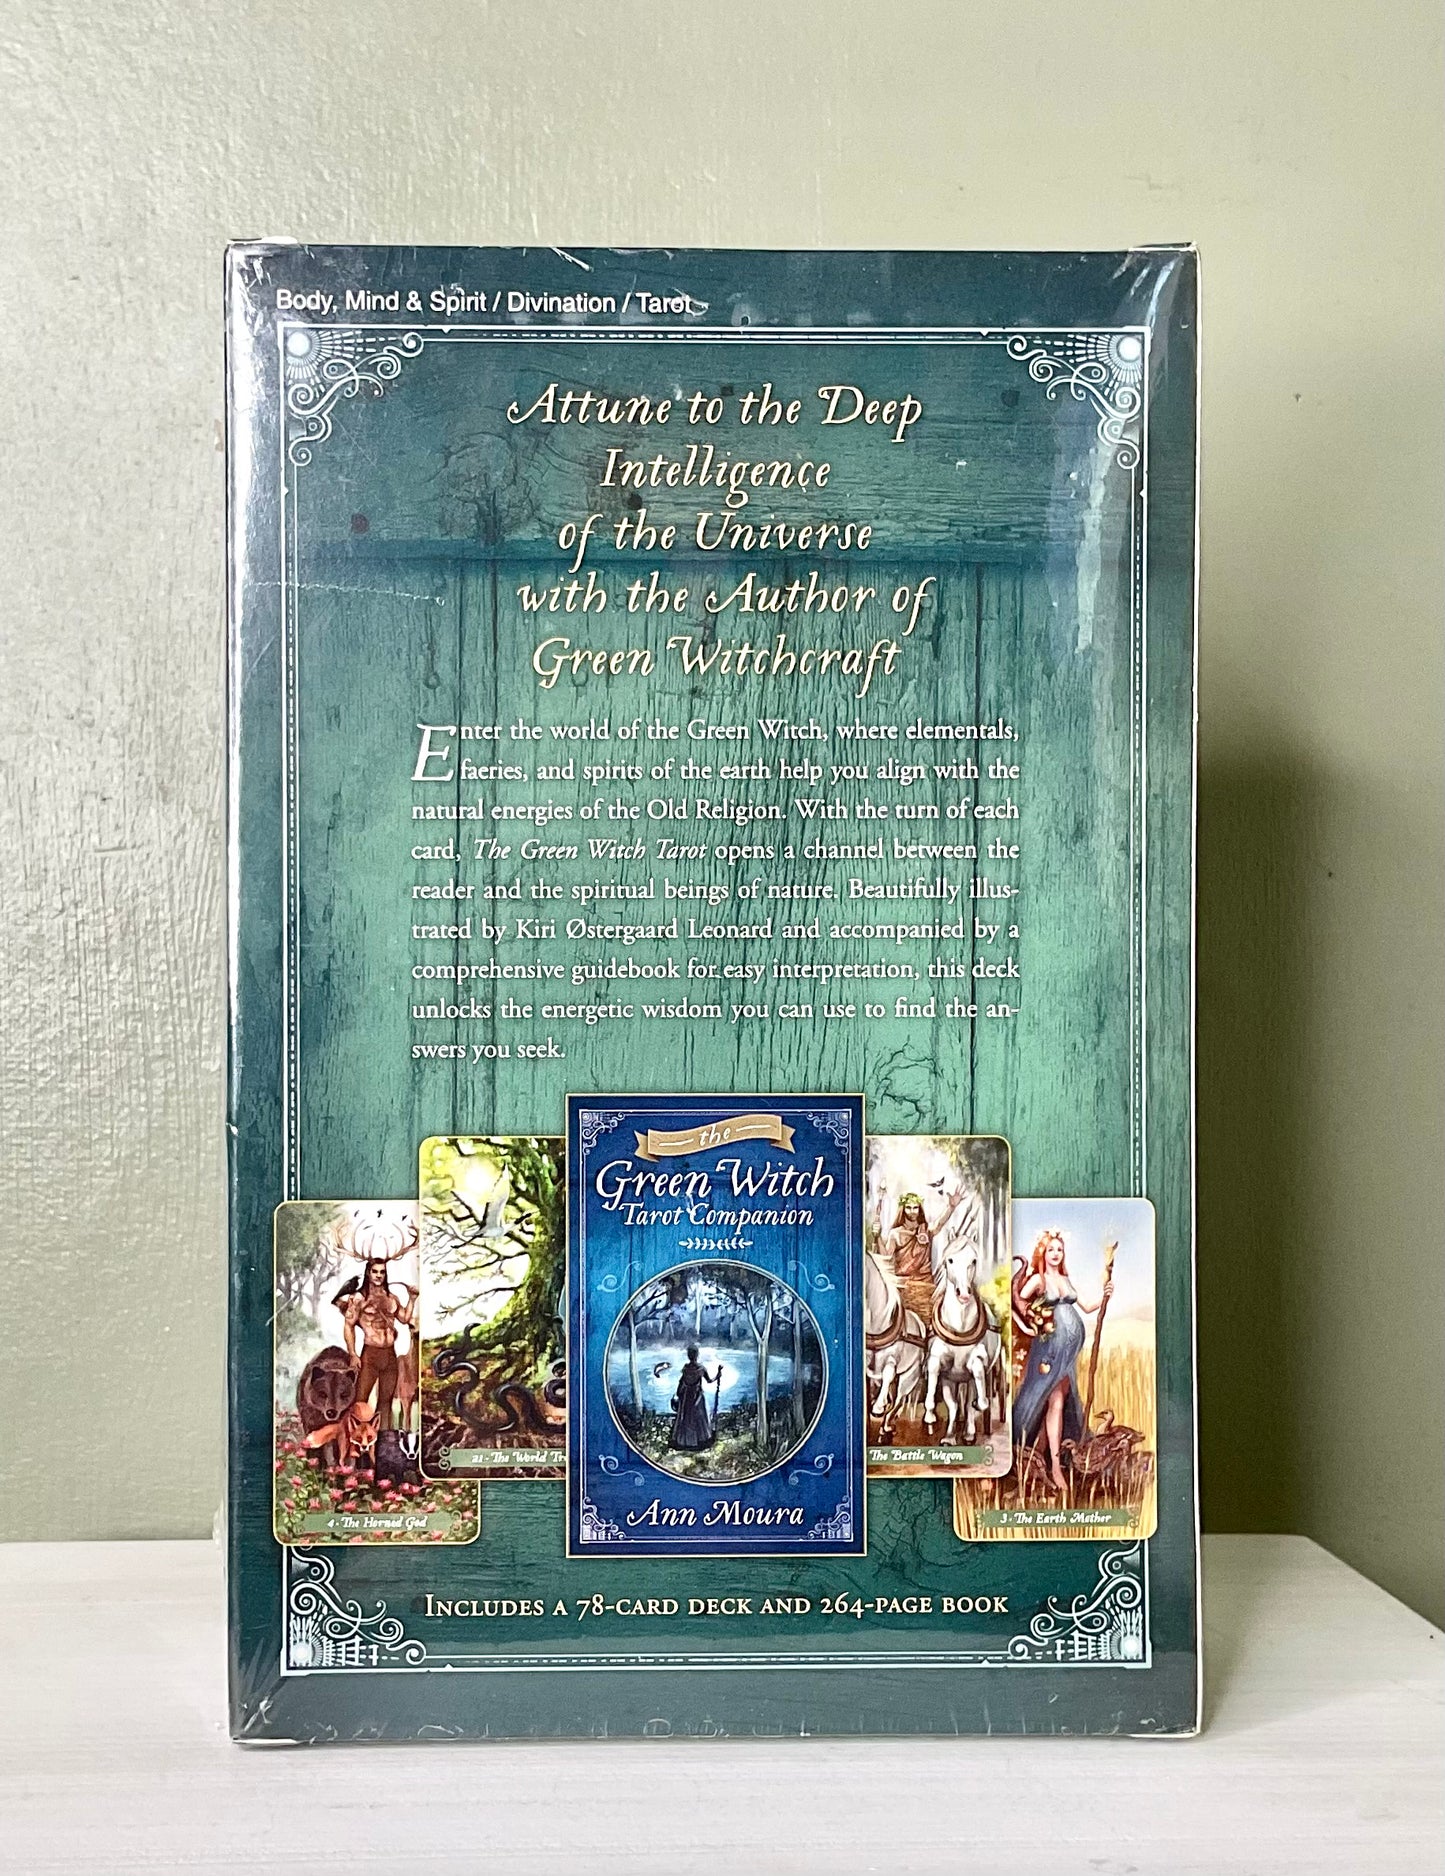 Body, Mind & Spirit / Divination / Tarot
Attune to the Deep
Intelligence
of the Universe
with the Author of
Green Witchcraft
Enter the world of the Green Witch, where elementals,
faeries, and spirits of the earth help you align with the
natural energies of the Old Religion. With the turn of each
card, The Green Witch Tarot opens a channel between the
reader and the spiritual beings of nature. Beautifully illus-
trated by Kiri Østergaard Leonard and accompanied by a
comprehensive guidebook for easy interpretation, this deck
unlocks the energetic wisdom you can use to find the an-
swers you seek.
the
Green Witch
Tarot Companion
Ann Moura
4 · The Horned God
21 · The World Tr
The Battle Wagon
3 · The Earth Mother
Includes a 78-card deck and 264-page book